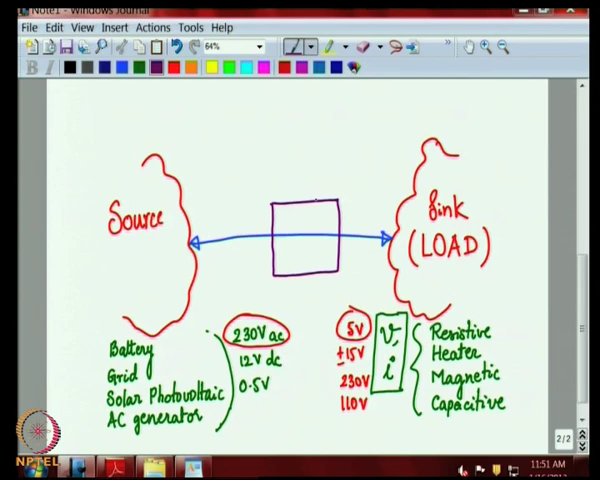 Note1 - Windows Journal
File Edit View Insert Actions Tools Help
64%
B I
Source
Sink
(LOAD)
230V ac
12V dc
0.5V
Battery
Grid
Solar Photovoltaic
AC generator
5V
±15V
230V
110V
v
i
Resistive
Heater
Magnetic
Capacitive
2/2
NPTEL
11:51 AM